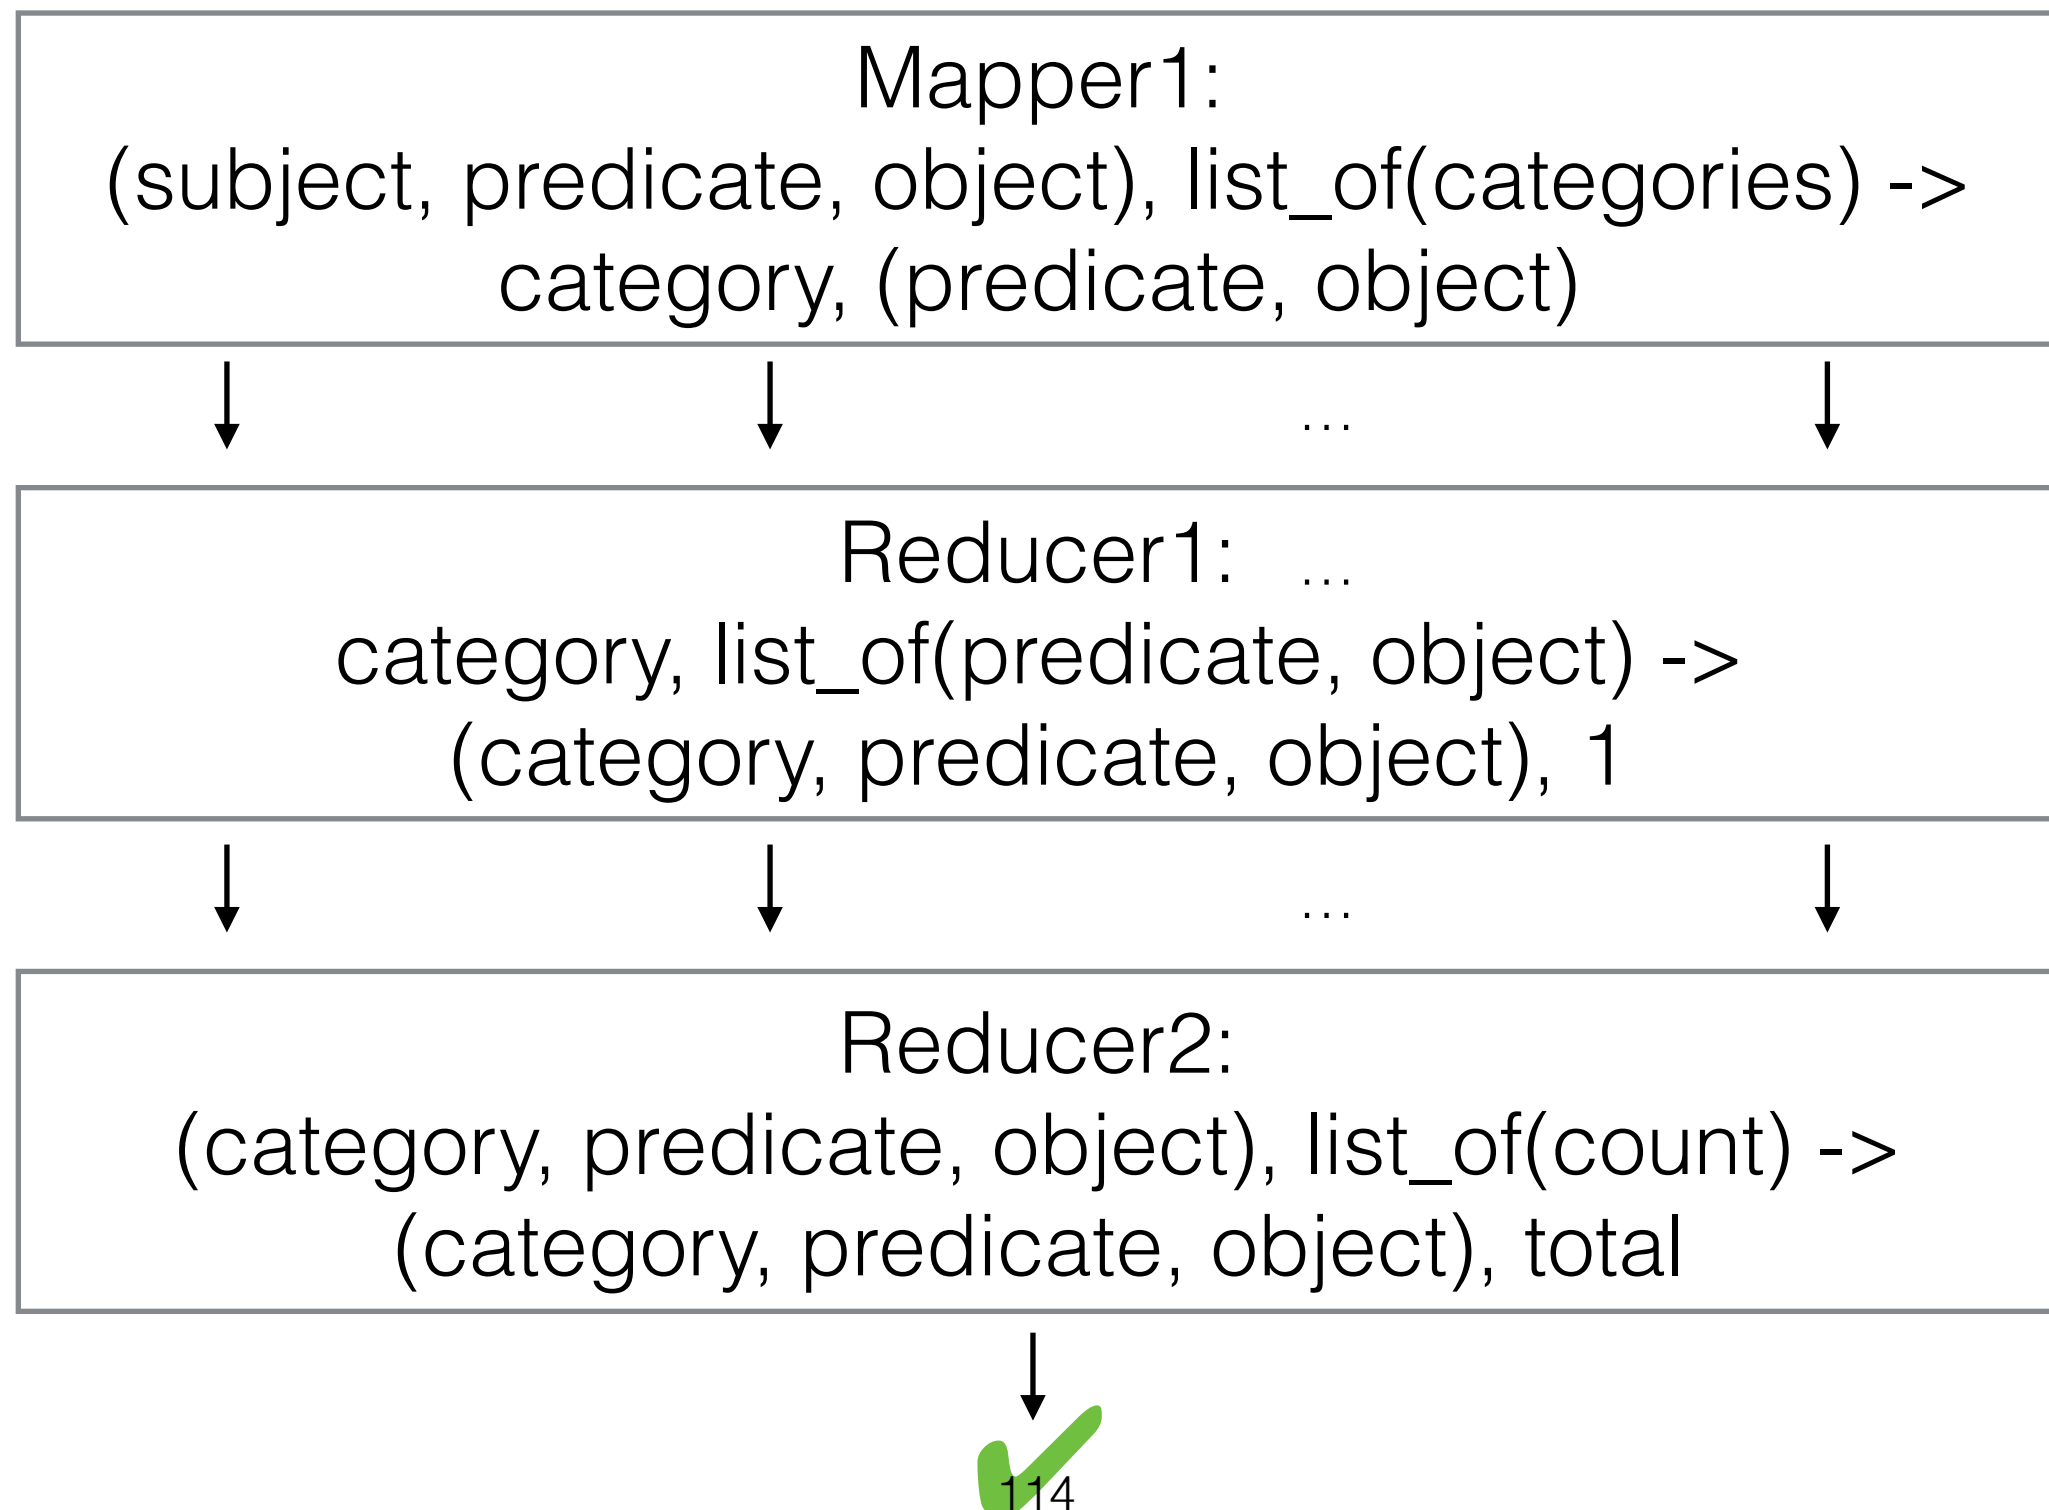 Mapper1:
(subject, predicate, object), list_of(categories) ->
category, (predicate, object)
...
Reducer1: ...
category, list_of(predicate, object) ->
(category, predicate, object), 1
...
Reducer2:
(category, predicate, object), list_of(count) ->
(category, predicate, object), total
114